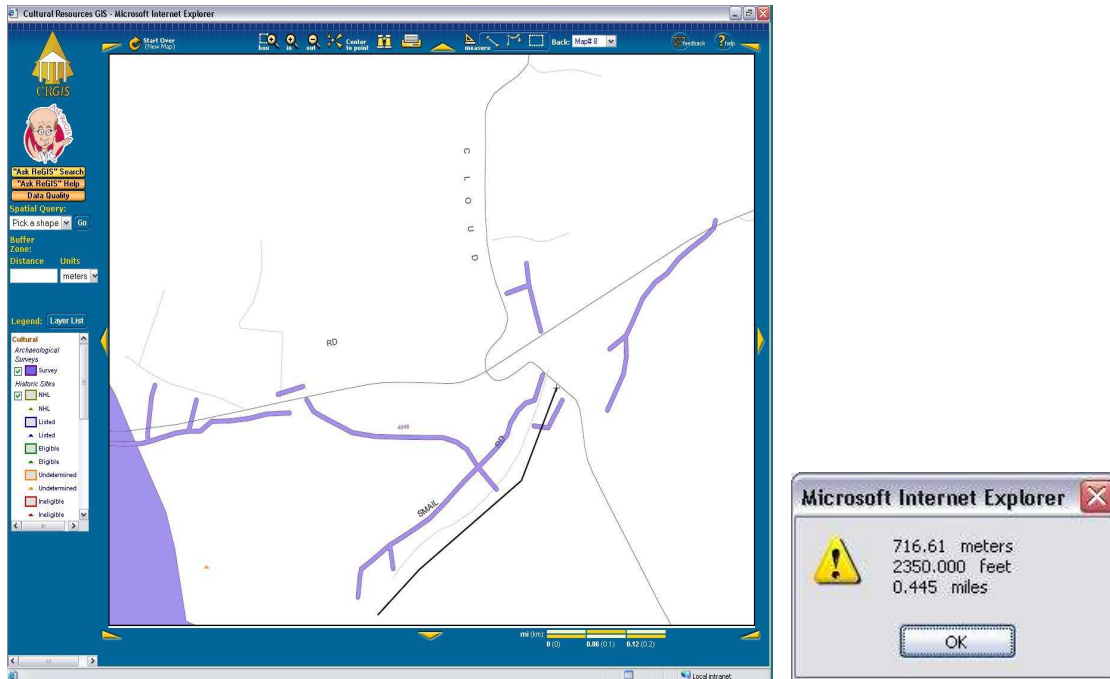 Cultural Resources GIS - Microsoft Internet Explorer
CRGIS
Start Over
(New Map)
box
in
out
Center
to point
measure
Back: Map# 8
feedback
help
"Ask ReGIS" Search
"Ask ReGIS" Help
Data Quality
Spatial Query:
Pick a shape Go
Buffer
Zone:
Distance Units
meters
Legend: Layer List
Cultural
Archaeological
Surveys
Survey
Historic Sites
NHL
NHL
Listed
Listed
Eligible
Eligible
Undetermined
Undetermined
Ineligible
Ineligible
CLOUD
RD
RD
SMAIL
mi (km):
0 (0) 0.06 (0.1) 0.12 (0.2)
Local intranet
Microsoft Internet Explorer
716.61 meters
2350.000 feet
0.445 miles
OK